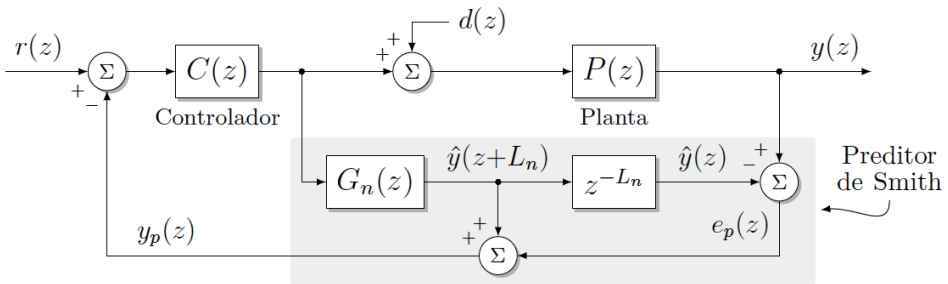 d(z)
r(z)
Σ
C(z)
+
+
Σ
P(z)
y(z)
+
−
Controlador
Planta
ŷ(z+Lₙ)
ŷ(z)
+
−
Preditor
de Smith
Gₙ(z)
z^{−Lₙ}
Σ
yₚ(z)
+
+
Σ
eₚ(z)